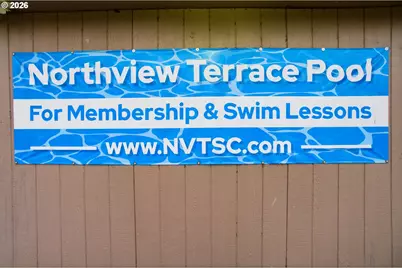 © 2026
Northview Terrace Pool
For Membership & Swim Lessons
www.NVTSC.com